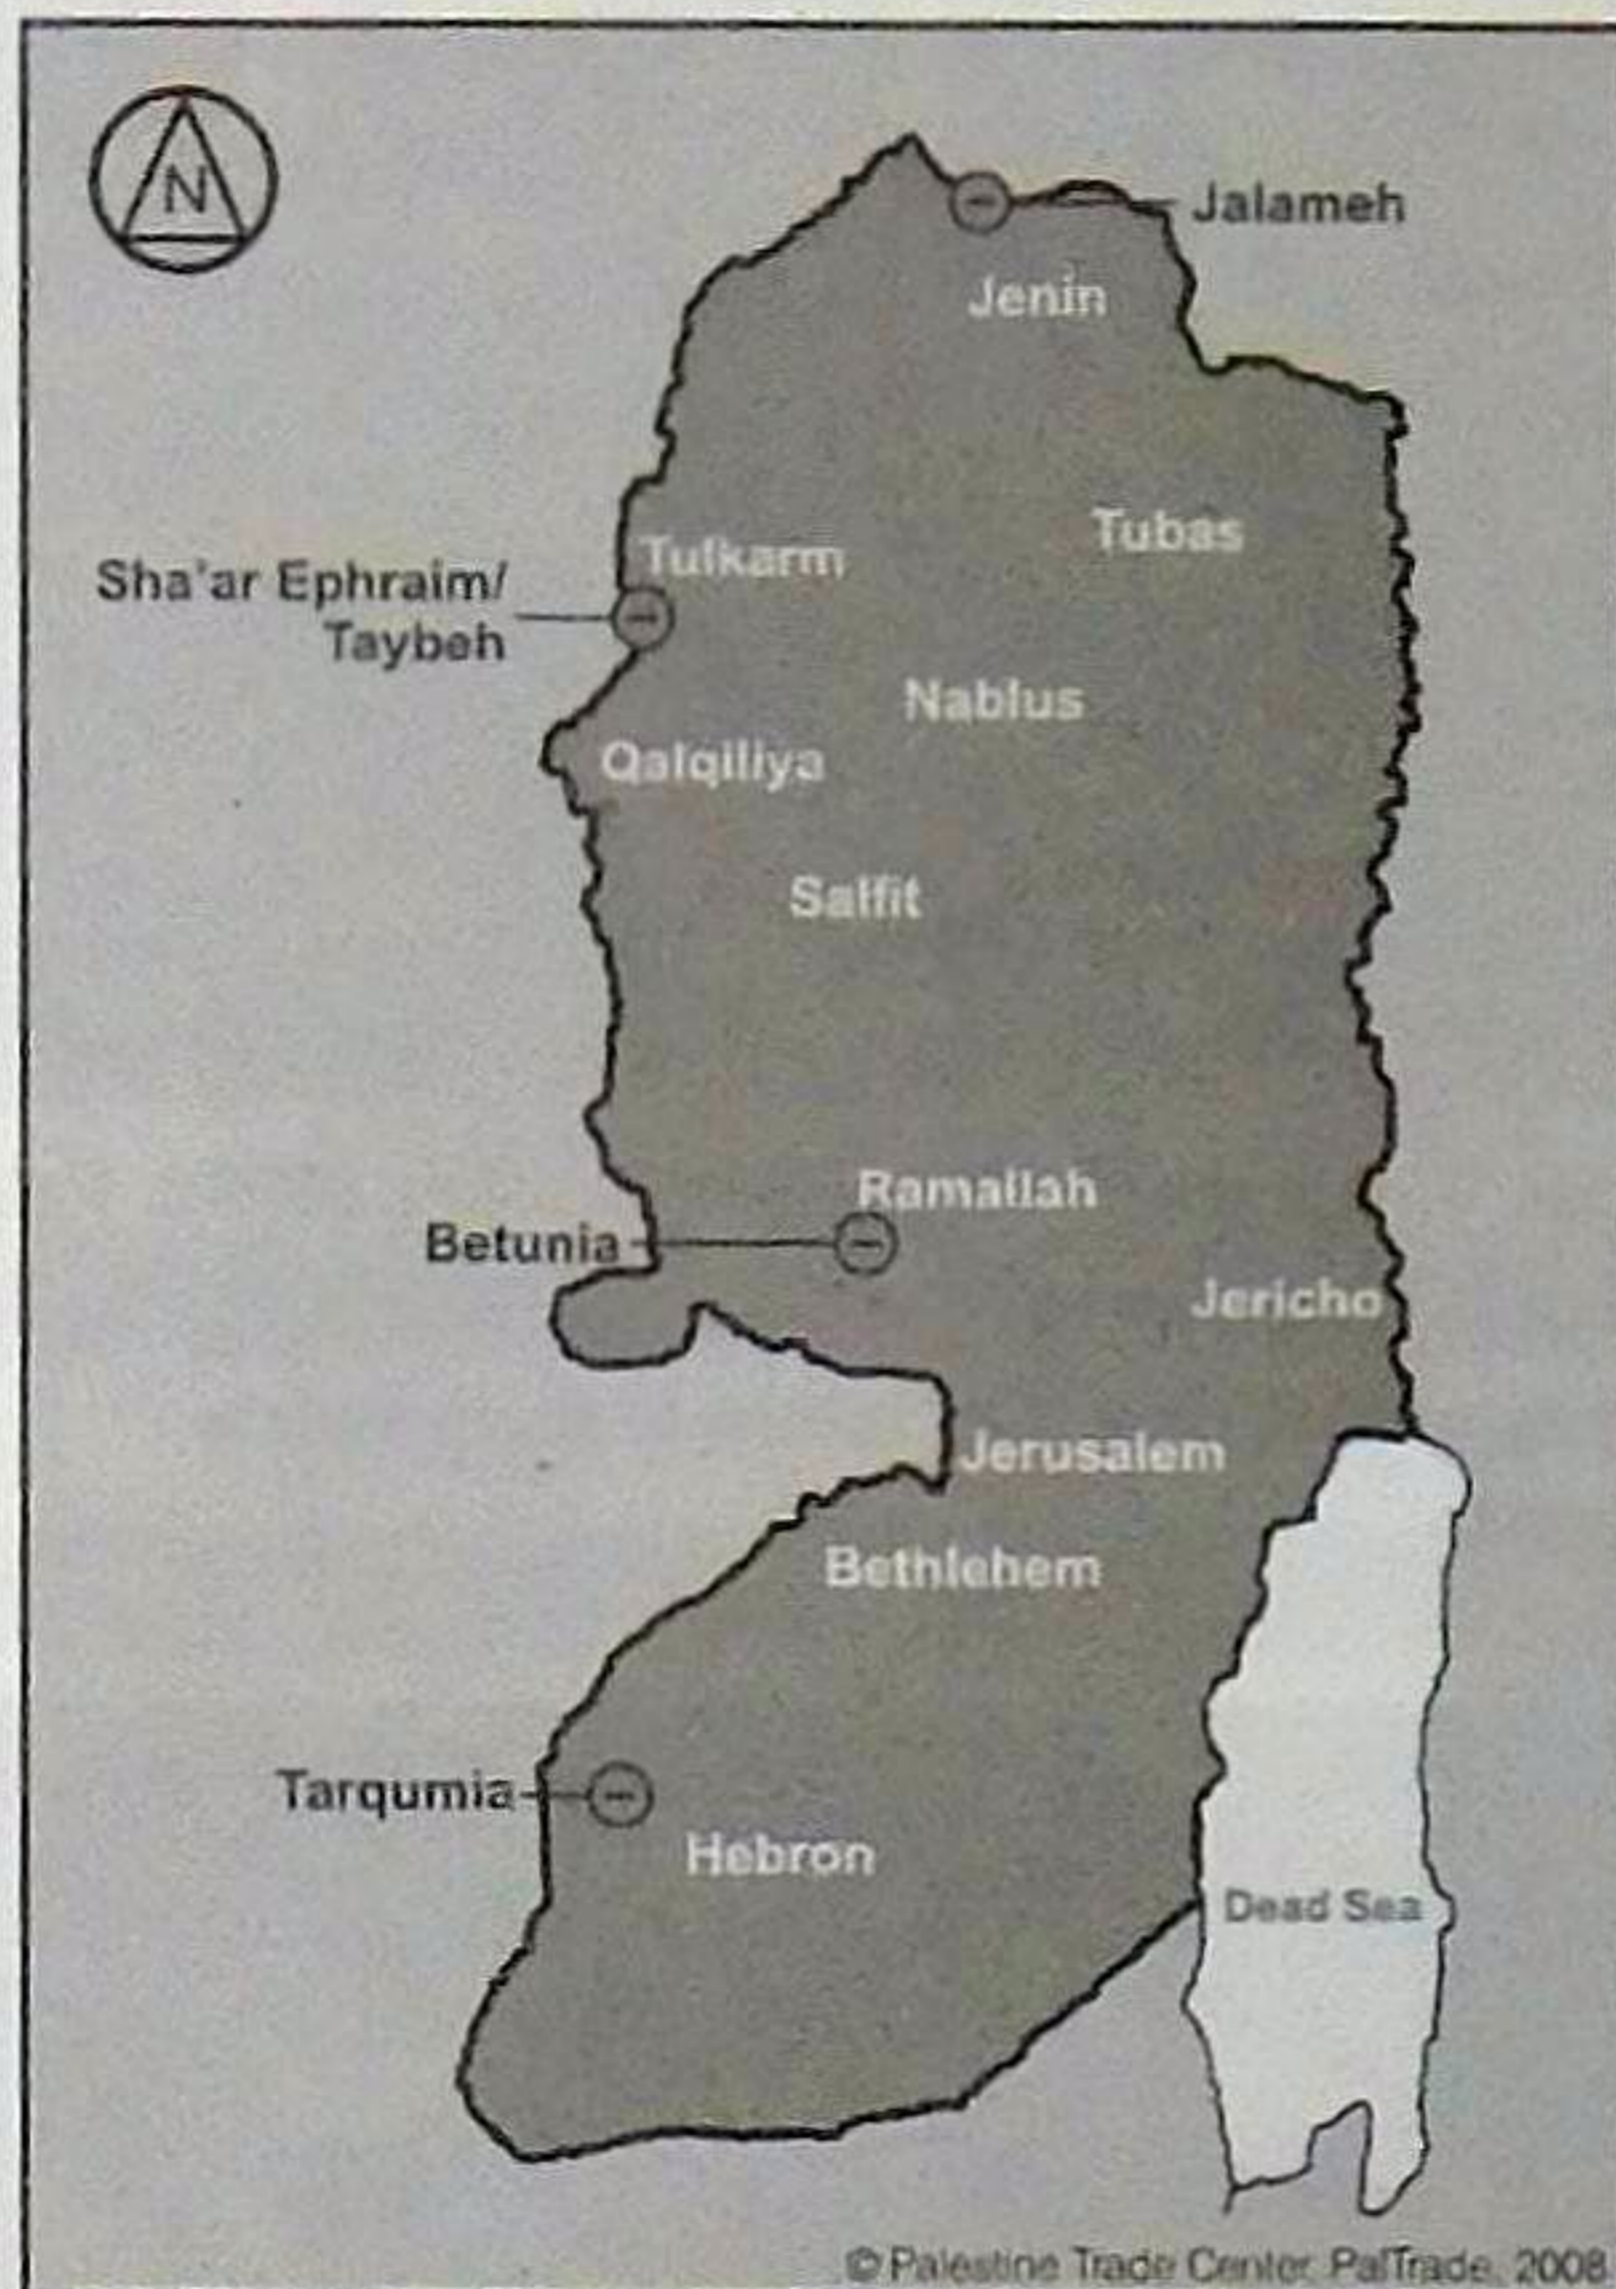 N
Jalameh
Jenin
Tubas
Tulkarm
Sha'ar Ephraim/
Taybeh
Nablus
Qalqiliya
Salfit
Ramallah
Betunia
Jericho
Jerusalem
Bethlehem
Tarqumia
Hebron
Dead Sea
© Palestine Trade Center, PalTrade, 2008